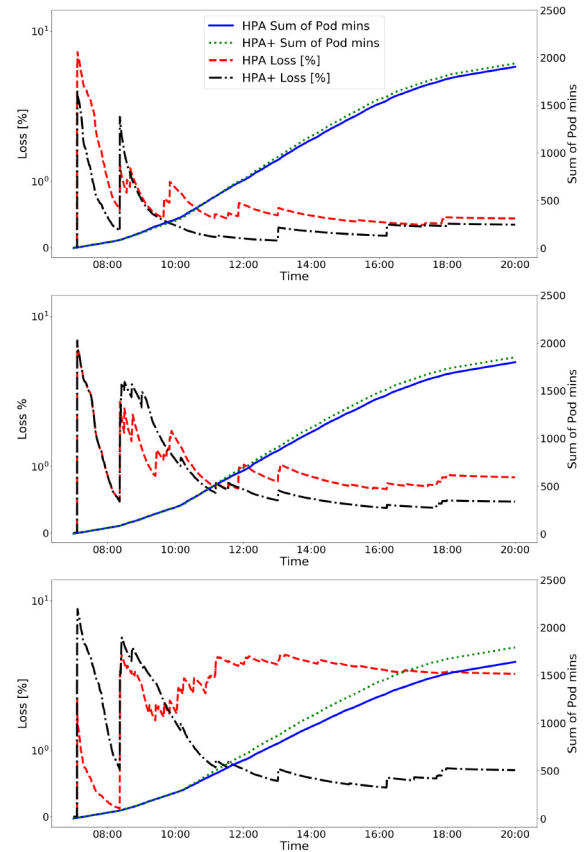 HPA Sum of Pod mins
HPA+ Sum of Pod mins
HPA Loss [%]
HPA+ Loss [%]
10¹
10⁰
0
Loss [%]
2500
2000
1500
1000
500
0
Sum of Pod mins
08:00 10:00 12:00 14:00 16:00 18:00 20:00
Time
10¹
10⁰
0
Loss %
2500
2000
1500
1000
500
0
Sum of Pod mins
08:00 10:00 12:00 14:00 16:00 18:00 20:00
Time
10¹
10⁰
0
Loss [%]
2500
2000
1500
1000
500
0
Sum of Pod mins
08:00 10:00 12:00 14:00 16:00 18:00 20:00
Time